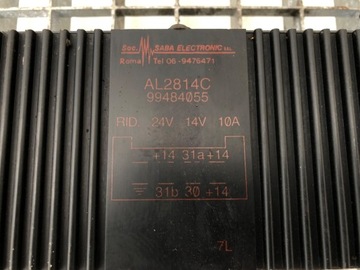 Soc. SABA ELECTRONIC SRL
Roma Tel 06-9476471
AL2814C
99484055
RID. 24V 14V 10A
+14 31a +14
31b 30 +14
7L